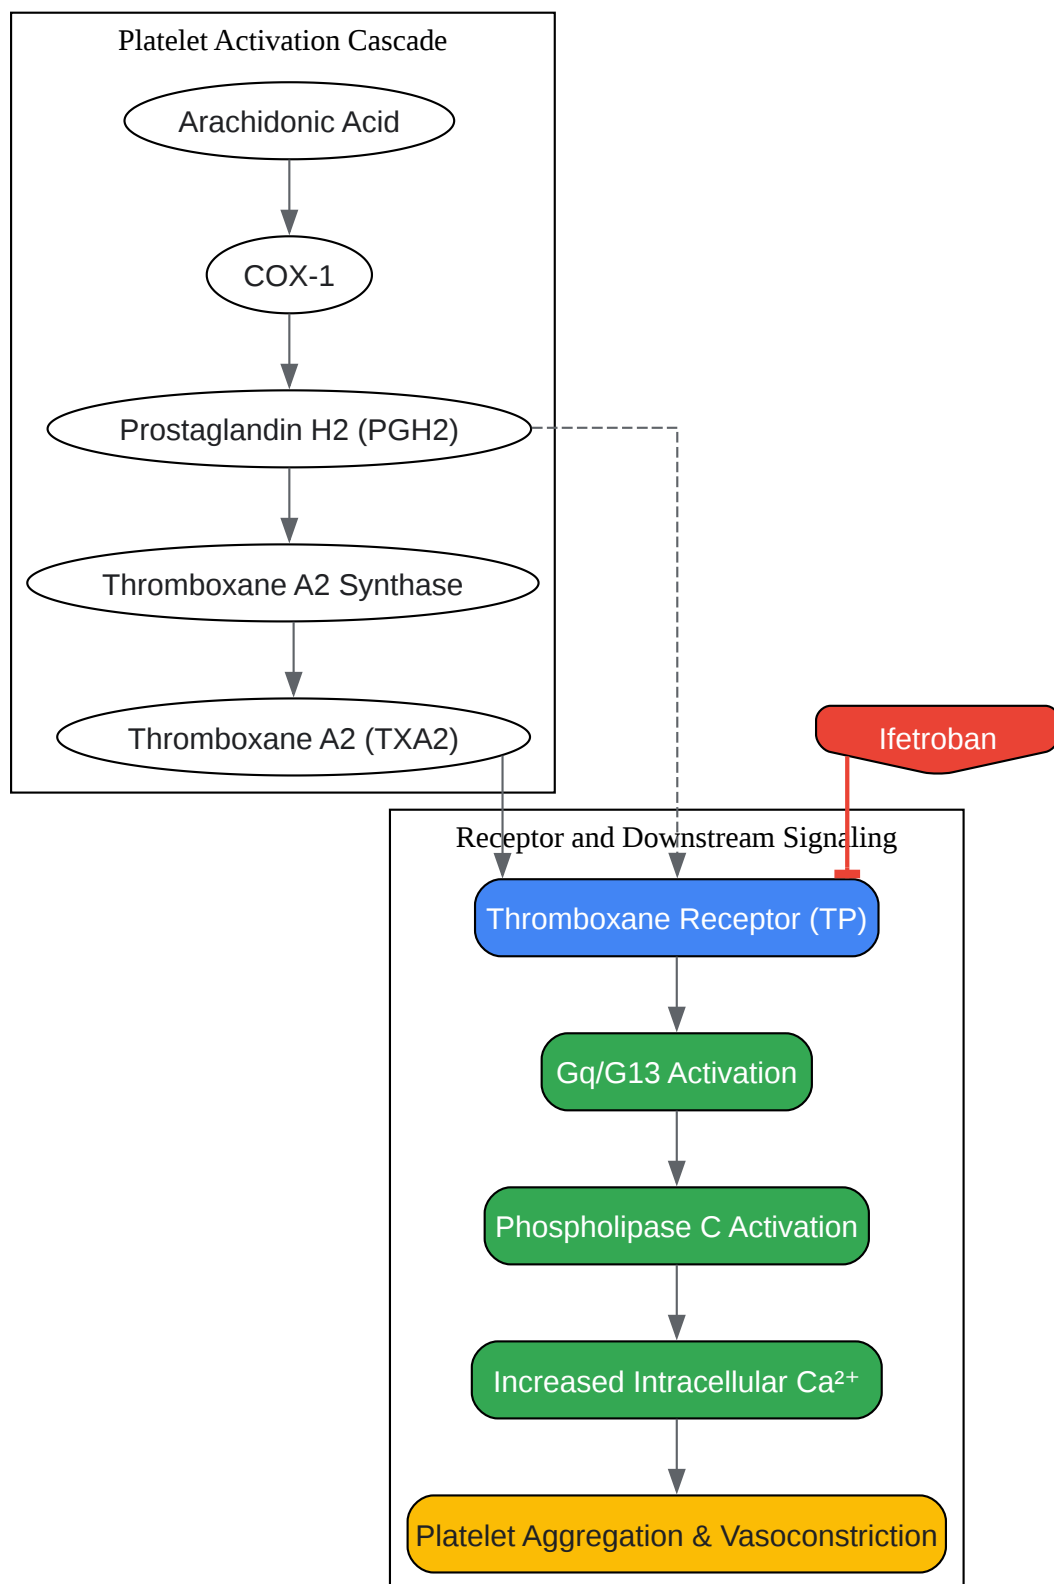 Platelet Activation Cascade
Arachidonic Acid
COX-1
Prostaglandin H2 (PGH2)
Thromboxane A2 Synthase
Thromboxane A2 (TXA2)
Ifetroban
Receptor and Downstream Signaling
Thromboxane Receptor (TP)
Gq/G13 Activation
Phospholipase C Activation
Increased Intracellular Ca²⁺
Platelet Aggregation & Vasoconstriction